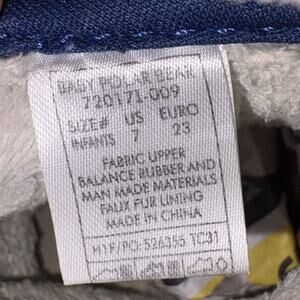 BABY POLAR BEAR
720171-009
SIZE# US EURO
INFANTS 7 23
FABRIC UPPER
BALANCE RUBBER AND
MAN MADE MATERIALS
FAUX FUR LINING
MADE IN CHINA
H1F/PO: 526355 TC31